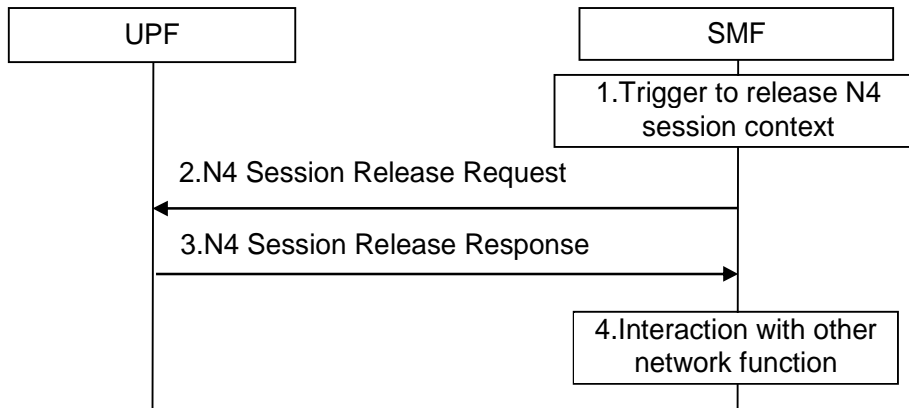 UPF
SMF
1.Trigger to release N4
session context
2.N4 Session Release Request
3.N4 Session Release Response
4.Interaction with other
network function